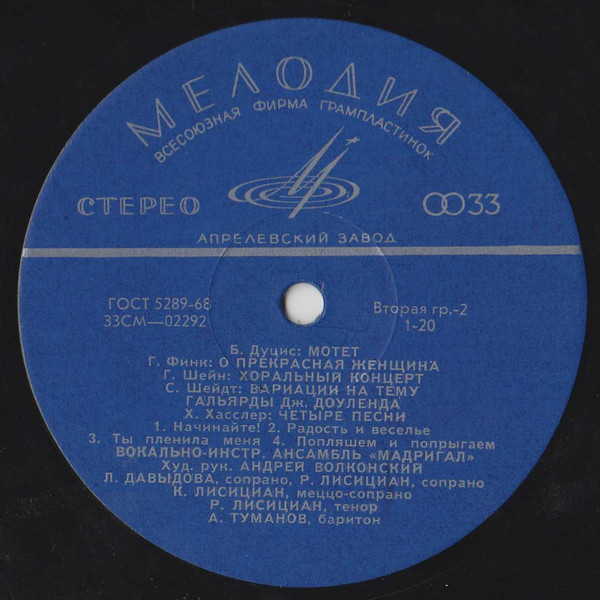 МЕЛОДИЯ
ВСЕСОЮЗНАЯ ФИРМА ГРАМПЛАСТИНОК
СТЕРЕО
33
АПРЕЛЕВСКИЙ ЗАВОД
ГОСТ 5289-68
33СМ—02292
Вторая гр.-2
1-20
Б. Дуцис: МОТЕТ
Г. Финк: О ПРЕКРАСНАЯ ЖЕНЩИНА
Г. Шейн: ХОРАЛЬНЫЙ КОНЦЕРТ
С. Шейдт: ВАРИАЦИИ НА ТЕМУ
ГАЛЬЯРДЫ Дж. ДОУЛЕНДА
Х. Хасслер: ЧЕТЫРЕ ПЕСНИ
1. Начинайте! 2. Радость и веселье
3. Ты пленила меня 4. Попляшем и попрыгаем
ВОКАЛЬНО-ИНСТР. АНСАМБЛЬ «МАДРИГАЛ»
Худ. рук. АНДРЕЙ ВОЛКОНСКИЙ
Л. ДАВЫДОВА, сопрано, Р. ЛИСИЦИАН, сопрано
К. ЛИСИЦИАН, меццо-сопрано
Р. ЛИСИЦИАН, тенор
А. ТУМАНОВ, баритон